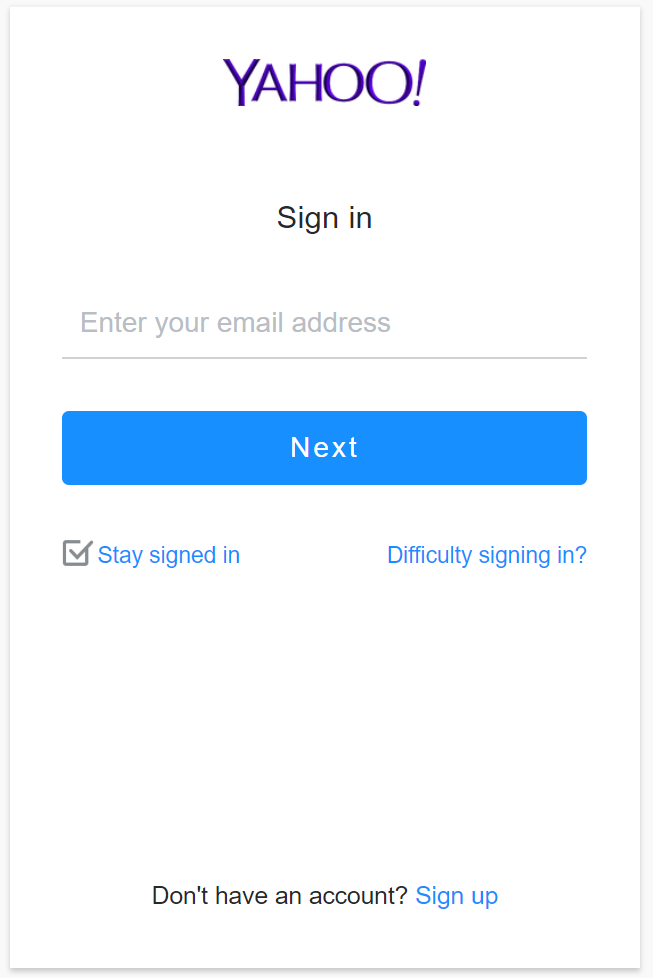 YAHOO!
Sign in
Enter your email address
Next
Stay signed in
Difficulty signing in?
Don't have an account? Sign up